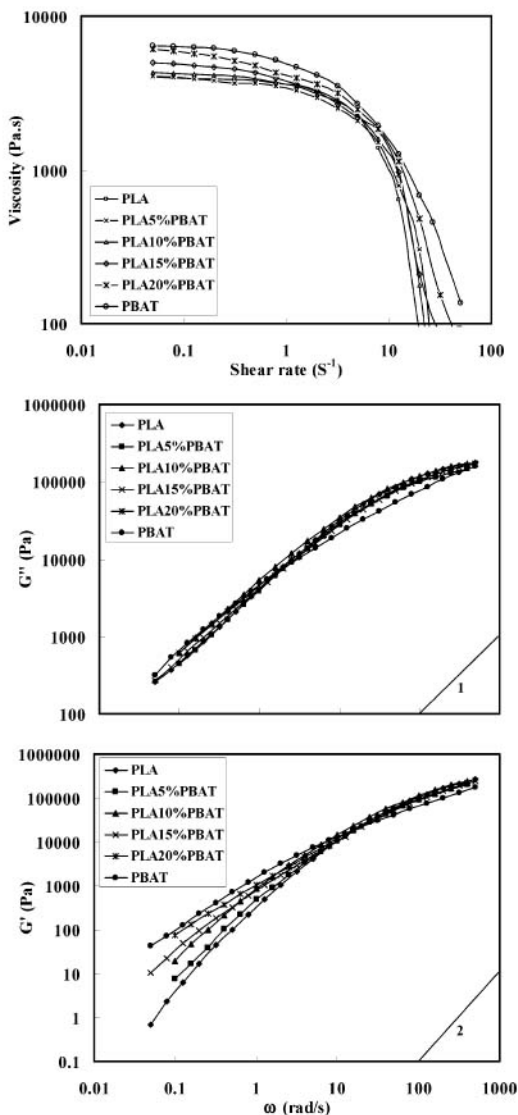 10000
1000
100
Viscosity (Pa.s)
PLA
PLA5%PBAT
PLA10%PBAT
PLA15%PBAT
PLA20%PBAT
PBAT
0.01 0.1 1 10 100
Shear rate (S-1)
1000000
100000
10000
1000
100
G'' (Pa)
PLA
PLA5%PBAT
PLA10%PBAT
PLA15%PBAT
PLA20%PBAT
PBAT
1
1000000
100000
10000
1000
100
10
1
0.1
G' (Pa)
PLA
PLA5%PBAT
PLA10%PBAT
PLA15%PBAT
PLA20%PBAT
PBAT
2
0.01 0.1 1 10 100 1000
ω (rad/s)